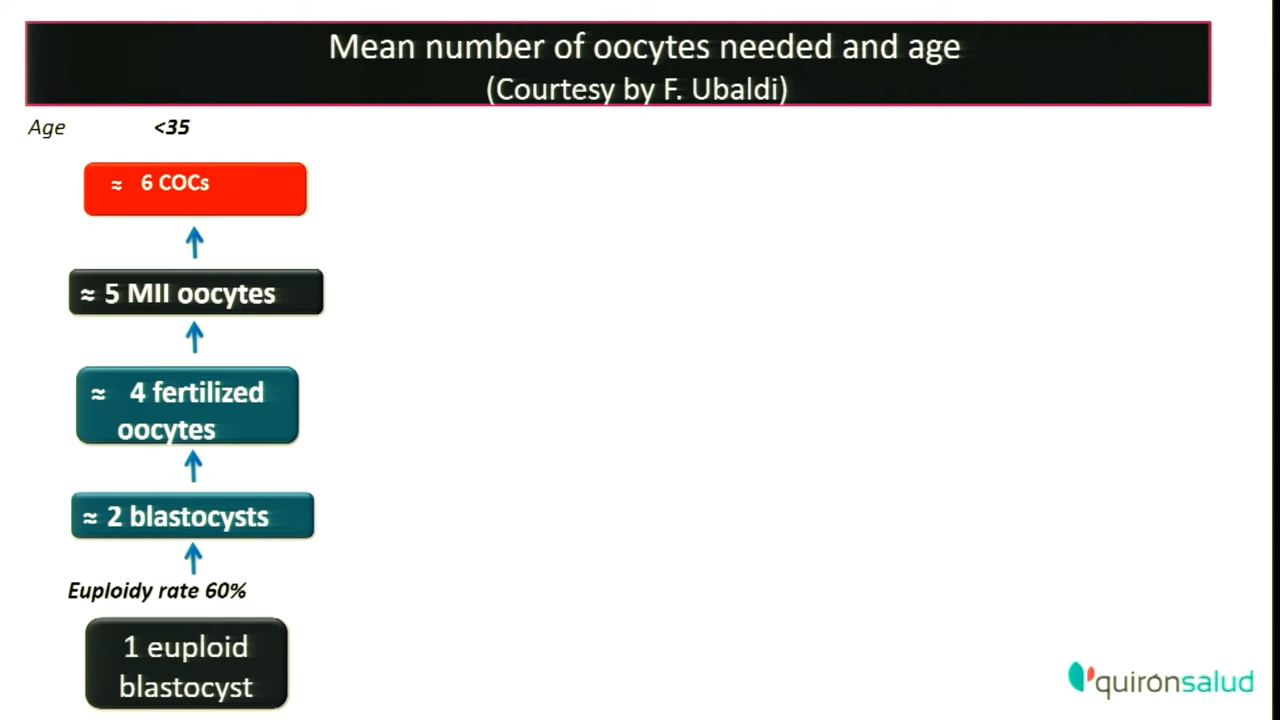 Mean number of oocytes needed and age
(Courtesy by F. Ubaldi)
Age <35
≈ 6 COCs
≈ 5 MII oocytes
≈ 4 fertilized
oocytes
≈ 2 blastocysts
Euploidy rate 60%
1 euploid
blastocyst
quirónsalud